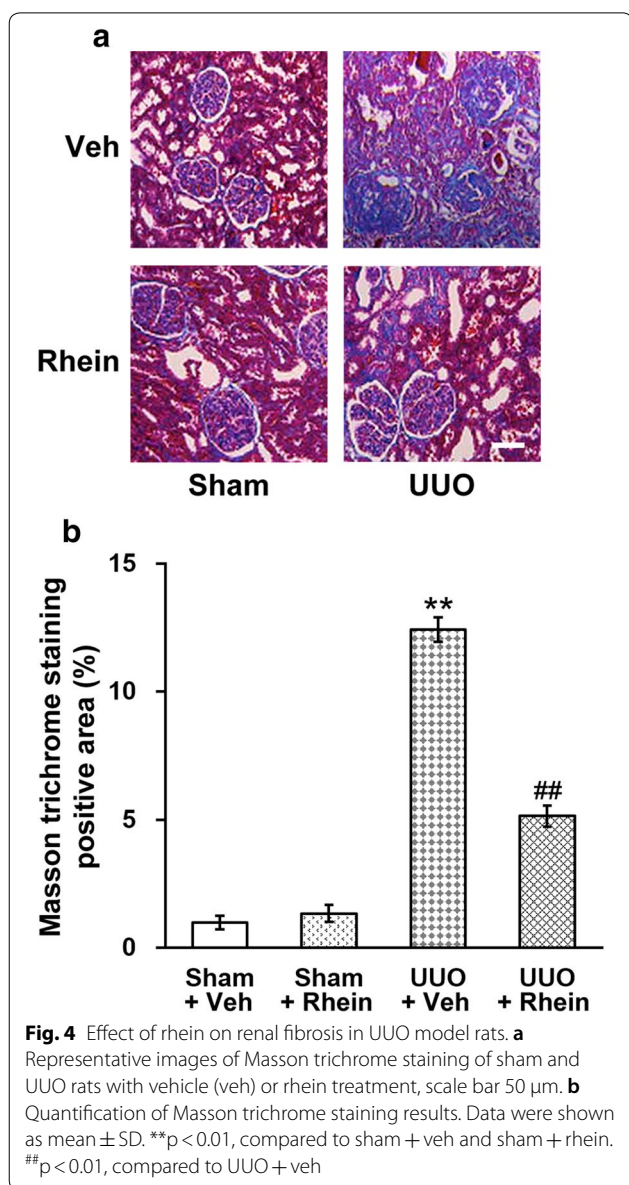 a
Veh
Rhein
Sham UUO
b
Masson trichrome staining
positive area (%)
15
10
5
0
**
##
Sham
+ Veh
Sham
+ Rhein
UUO
+ Veh
UUO
+ Rhein
Fig. 4 Effect of rhein on renal fibrosis in UUO model rats. a
Representative images of Masson trichrome staining of sham and
UUO rats with vehicle (veh) or rhein treatment, scale bar 50 μm. b
Quantification of Masson trichrome staining results. Data were shown
as mean ± SD. **p < 0.01, compared to sham + veh and sham + rhein.
##p < 0.01, compared to UUO + veh